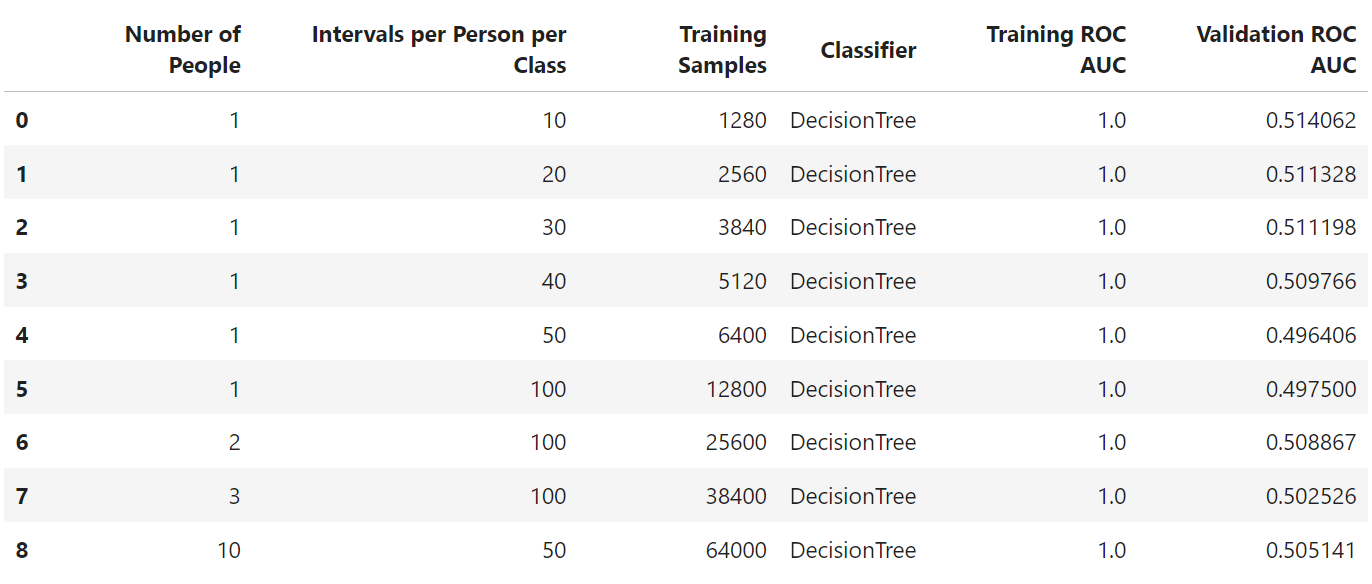 Number of People Intervals per Person per Class Training Samples Classifier Training ROC AUC Validation ROC AUC
0 1 10 1280 DecisionTree 1.0 0.514062
1 1 20 2560 DecisionTree 1.0 0.511328
2 1 30 3840 DecisionTree 1.0 0.511198
3 1 40 5120 DecisionTree 1.0 0.509766
4 1 50 6400 DecisionTree 1.0 0.496406
5 1 100 12800 DecisionTree 1.0 0.497500
6 2 100 25600 DecisionTree 1.0 0.508867
7 3 100 38400 DecisionTree 1.0 0.502526
8 10 50 64000 DecisionTree 1.0 0.505141